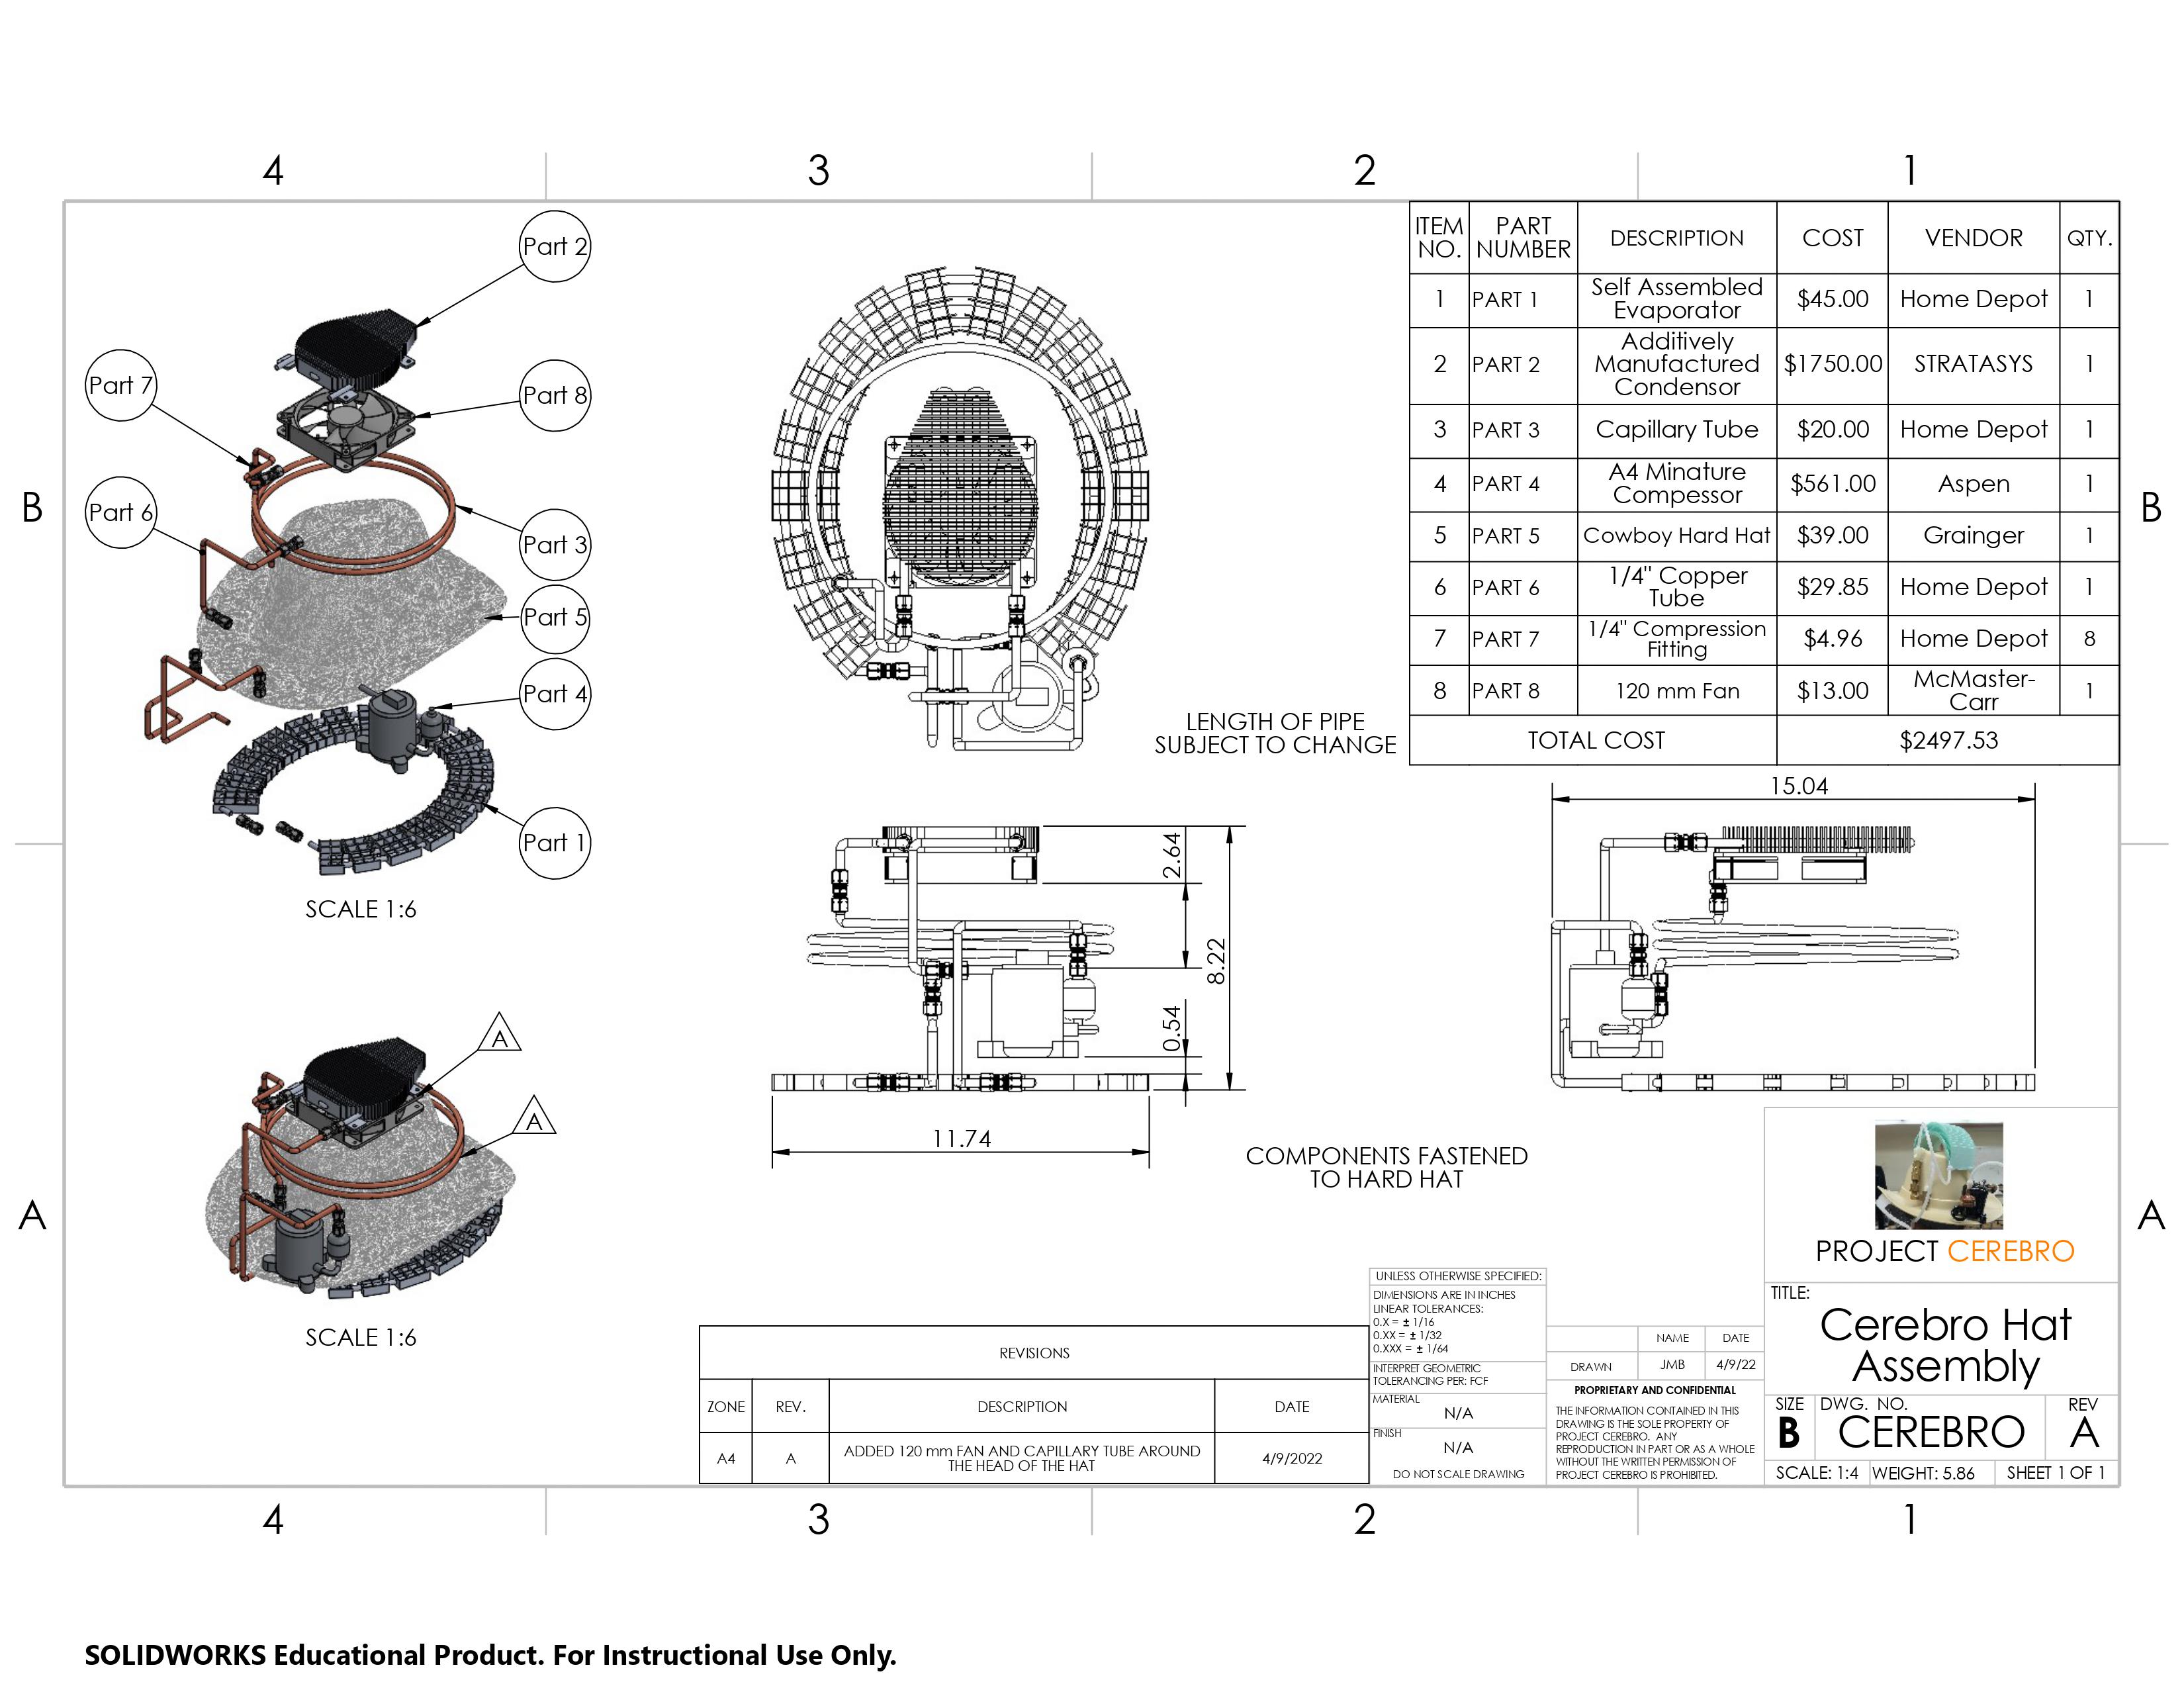 4
3
2
1
B
B
A
A
Part 2
Part 7
Part 8
Part 6
Part 3
Part 5
Part 4
Part 1
SCALE 1:6
A
A
SCALE 1:6
LENGTH OF PIPE
SUBJECT TO CHANGE
ITEM NO. PART NUMBER DESCRIPTION COST VENDOR QTY.
1 PART 1 Self Assembled Evaporator $45.00 Home Depot 1
2 PART 2 Additively Manufactured Condensor $1750.00 STRATASYS 1
3 PART 3 Capillary Tube $20.00 Home Depot 1
4 PART 4 A4 Minature Compessor $561.00 Aspen 1
5 PART 5 Cowboy Hard Hat $39.00 Grainger 1
6 PART 6 1/4" Copper Tube $29.85 Home Depot 1
7 PART 7 1/4" Compression Fitting $4.96 Home Depot 8
8 PART 8 120 mm Fan $13.00 McMaster-Carr 1
TOTAL COST $2497.53
2.64
8.22
0.54
11.74
15.04
COMPONENTS FASTENED
TO HARD HAT
REVISIONS
ZONE REV. DESCRIPTION DATE
A4 A ADDED 120 mm FAN AND CAPILLARY TUBE AROUND THE HEAD OF THE HAT 4/9/2022
UNLESS OTHERWISE SPECIFIED:
DIMENSIONS ARE IN INCHES
LINEAR TOLERANCES:
0.X = ± 1/16
0.XX = ± 1/32
0.XXX = ± 1/64
INTERPRET GEOMETRIC
TOLERANCING PER: FCF
MATERIAL
N/A
FINISH
N/A
DO NOT SCALE DRAWING
NAME DATE
DRAWN JMB 4/9/22
PROPRIETARY AND CONFIDENTIAL
THE INFORMATION CONTAINED IN THIS
DRAWING IS THE SOLE PROPERTY OF
PROJECT CEREBRO. ANY
REPRODUCTION IN PART OR AS A WHOLE
WITHOUT THE WRITTEN PERMISSION OF
PROJECT CEREBRO IS PROHIBITED.
PROJECT CEREBRO
TITLE:
Cerebro Hat
Assembly
SIZE DWG. NO. REV
B CEREBRO A
SCALE: 1:4 WEIGHT: 5.86 SHEET 1 OF 1
4
3
2
1
SOLIDWORKS Educational Product. For Instructional Use Only.